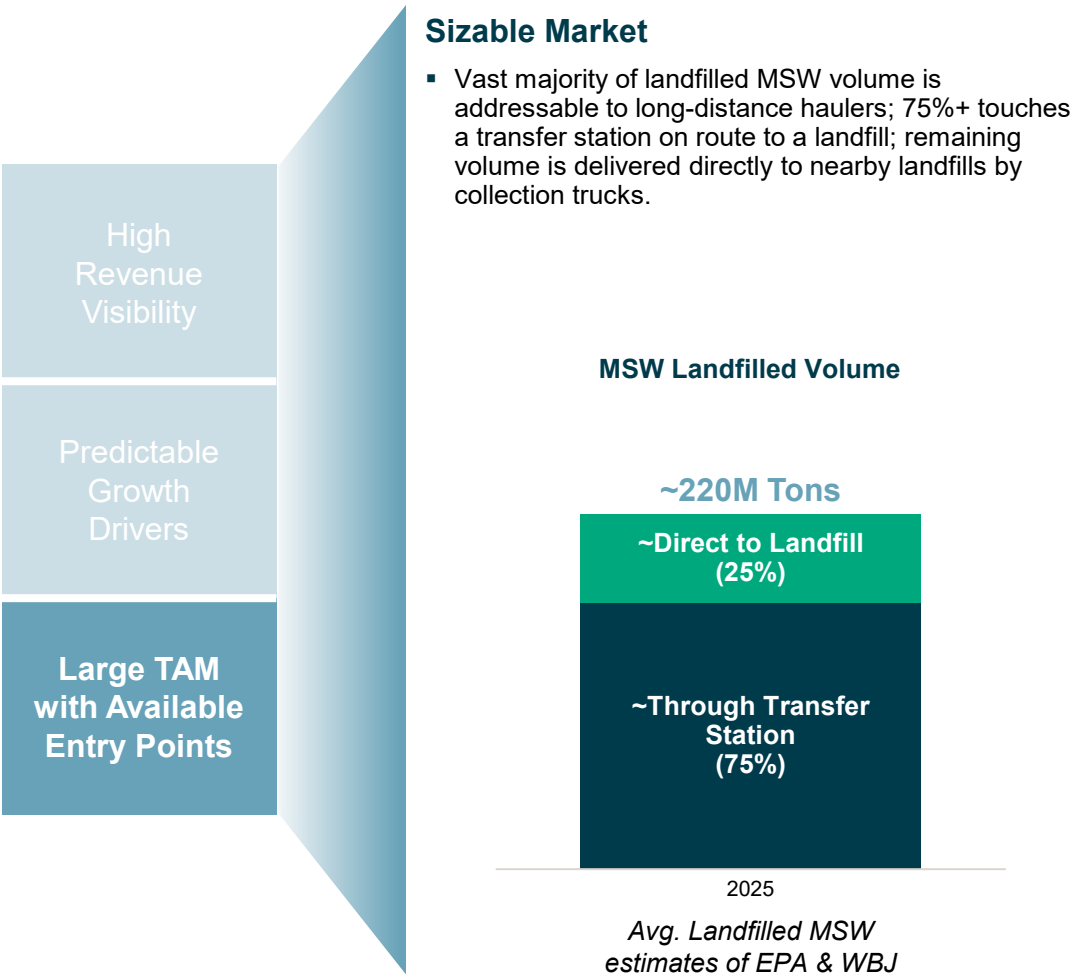 Sizable Market
▪ Vast majority of landfilled MSW volume is
addressable to long-distance haulers; 75%+ touches
a transfer station on route to a landfill; remaining
volume is delivered directly to nearby landfills by
collection trucks.
High
Revenue
Visibility
Predictable
Growth
Drivers
Large TAM
with Available
Entry Points
MSW Landfilled Volume
~220M Tons
~Direct to Landfill
(25%)
~Through Transfer
Station
(75%)
2025
Avg. Landfilled MSW
estimates of EPA & WBJ